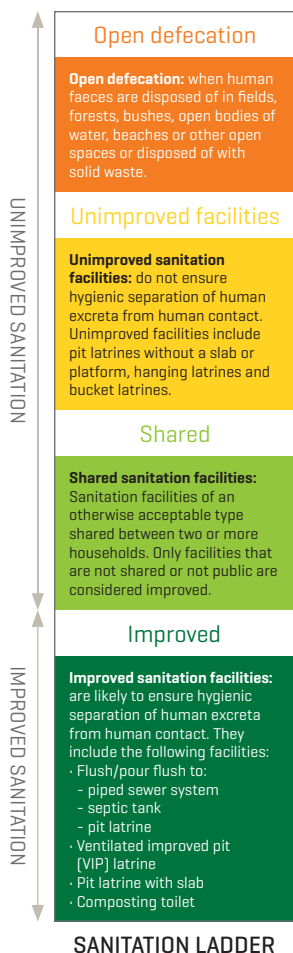 Open defecation
Open defecation: when human
faeces are disposed of in fields,
forests, bushes, open bodies of
water, beaches or other open
spaces or disposed of with
solid waste.
Unimproved facilities
Unimproved sanitation
facilities: do not ensure
hygienic separation of human
excreta from human contact.
Unimproved facilities include
pit latrines without a slab or
platform, hanging latrines and
bucket latrines.
Shared
Shared sanitation facilities:
Sanitation facilities of an
otherwise acceptable type
shared between two or more
households. Only facilities that
are not shared or not public are
considered improved.
UNIMPROVED SANITATION
Improved
Improved sanitation facilities:
are likely to ensure hygienic
separation of human excreta
from human contact. They
include the following facilities:
· Flush/pour flush to:
- piped sewer system
- septic tank
- pit latrine
· Ventilated improved pit
(VIP) latrine
· Pit latrine with slab
· Composting toilet
IMPROVED SANITATION
SANITATION LADDER